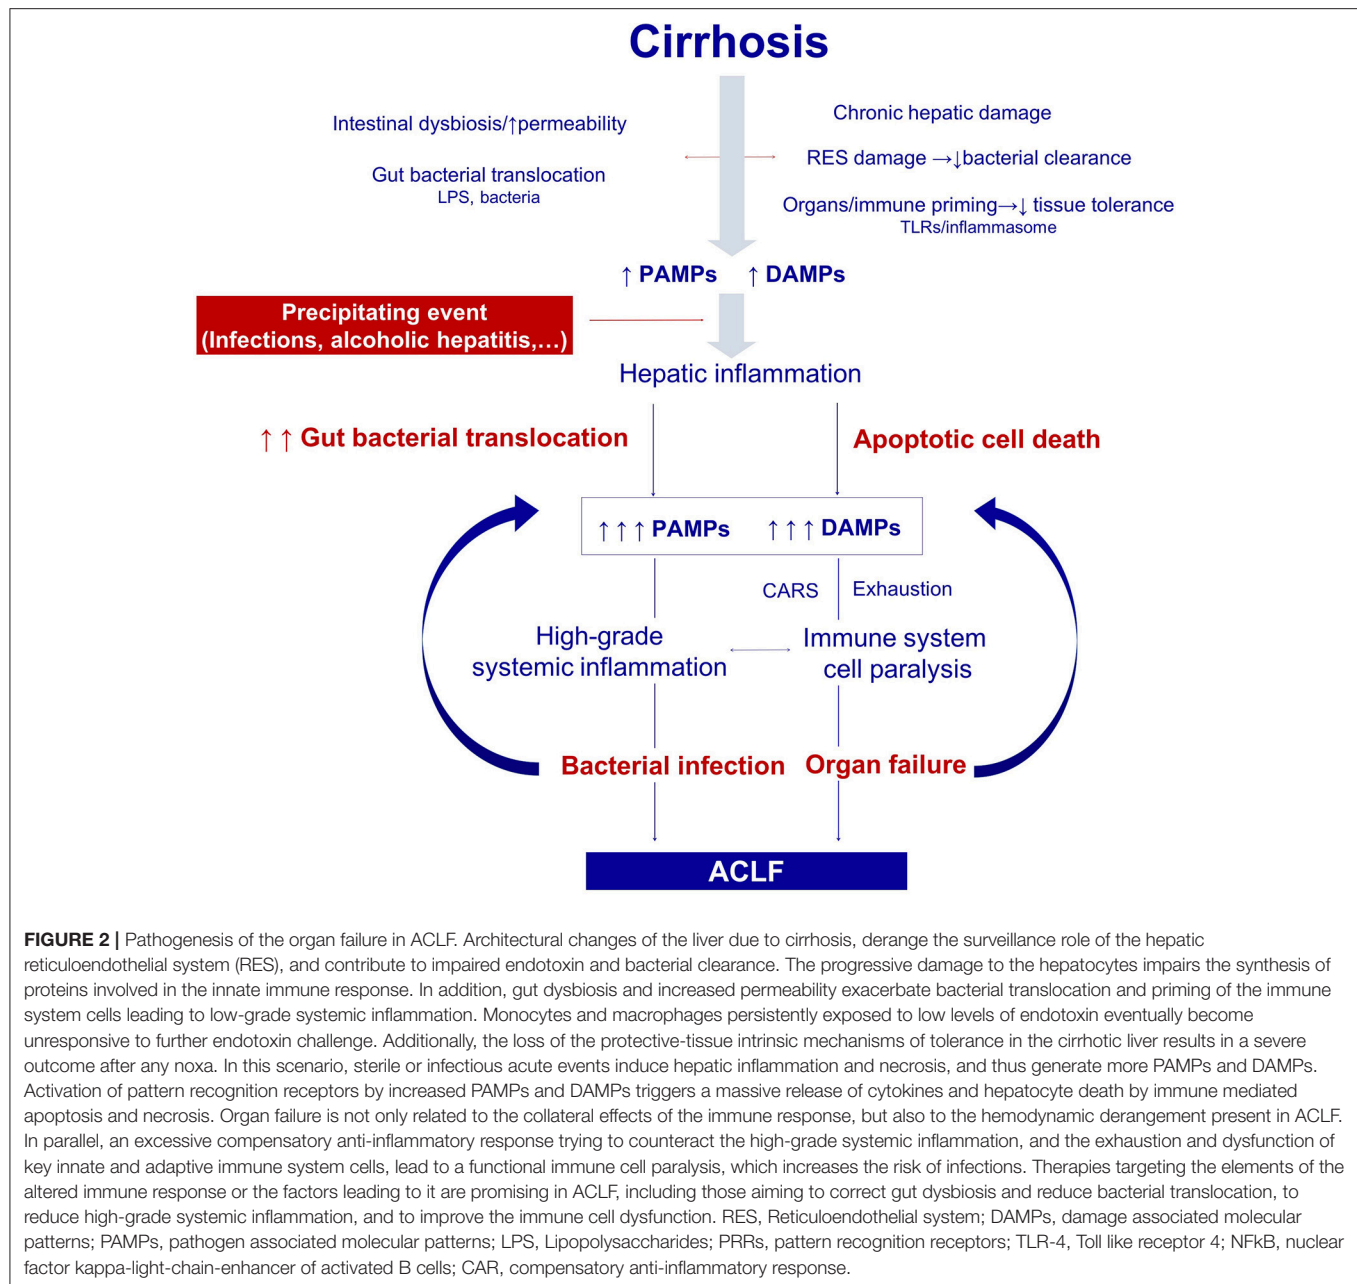 Cirrhosis
Intestinal dysbiosis/↑permeability
Gut bacterial translocation
LPS, bacteria
Chronic hepatic damage
RES damage →↓bacterial clearance
Organs/immune priming→↓ tissue tolerance
TLRs/inflammasome
↑ PAMPs ↑ DAMPs
Precipitating event
(Infections, alcoholic hepatitis,...)
Hepatic inflammation
↑ ↑ Gut bacterial translocation
Apoptotic cell death
↑ ↑ ↑ PAMPs ↑ ↑ ↑ DAMPs
CARS Exhaustion
High-grade
systemic inflammation
Immune system
cell paralysis
Bacterial infection
Organ failure
ACLF
FIGURE 2 | Pathogenesis of the organ failure in ACLF. Architectural changes of the liver due to cirrhosis, derange the surveillance role of the hepatic
reticuloendothelial system (RES), and contribute to impaired endotoxin and bacterial clearance. The progressive damage to the hepatocytes impairs the synthesis of
proteins involved in the innate immune response. In addition, gut dysbiosis and increased permeability exacerbate bacterial translocation and priming of the immune
system cells leading to low-grade systemic inflammation. Monocytes and macrophages persistently exposed to low levels of endotoxin eventually become
unresponsive to further endotoxin challenge. Additionally, the loss of the protective-tissue intrinsic mechanisms of tolerance in the cirrhotic liver results in a severe
outcome after any noxa. In this scenario, sterile or infectious acute events induce hepatic inflammation and necrosis, and thus generate more PAMPs and DAMPs.
Activation of pattern recognition receptors by increased PAMPs and DAMPs triggers a massive release of cytokines and hepatocyte death by immune mediated
apoptosis and necrosis. Organ failure is not only related to the collateral effects of the immune response, but also to the hemodynamic derangement present in ACLF.
In parallel, an excessive compensatory anti-inflammatory response trying to counteract the high-grade systemic inflammation, and the exhaustion and dysfunction of
key innate and adaptive immune system cells, lead to a functional immune cell paralysis, which increases the risk of infections. Therapies targeting the elements of the
altered immune response or the factors leading to it are promising in ACLF, including those aiming to correct gut dysbiosis and reduce bacterial translocation, to
reduce high-grade systemic inflammation, and to improve the immune cell dysfunction. RES, Reticuloendothelial system; DAMPs, damage associated molecular
patterns; PAMPs, pathogen associated molecular patterns; LPS, Lipopolysaccharides; PRRs, pattern recognition receptors; TLR-4, Toll like receptor 4; NFkB, nuclear
factor kappa-light-chain-enhancer of activated B cells; CAR, compensatory anti-inflammatory response.